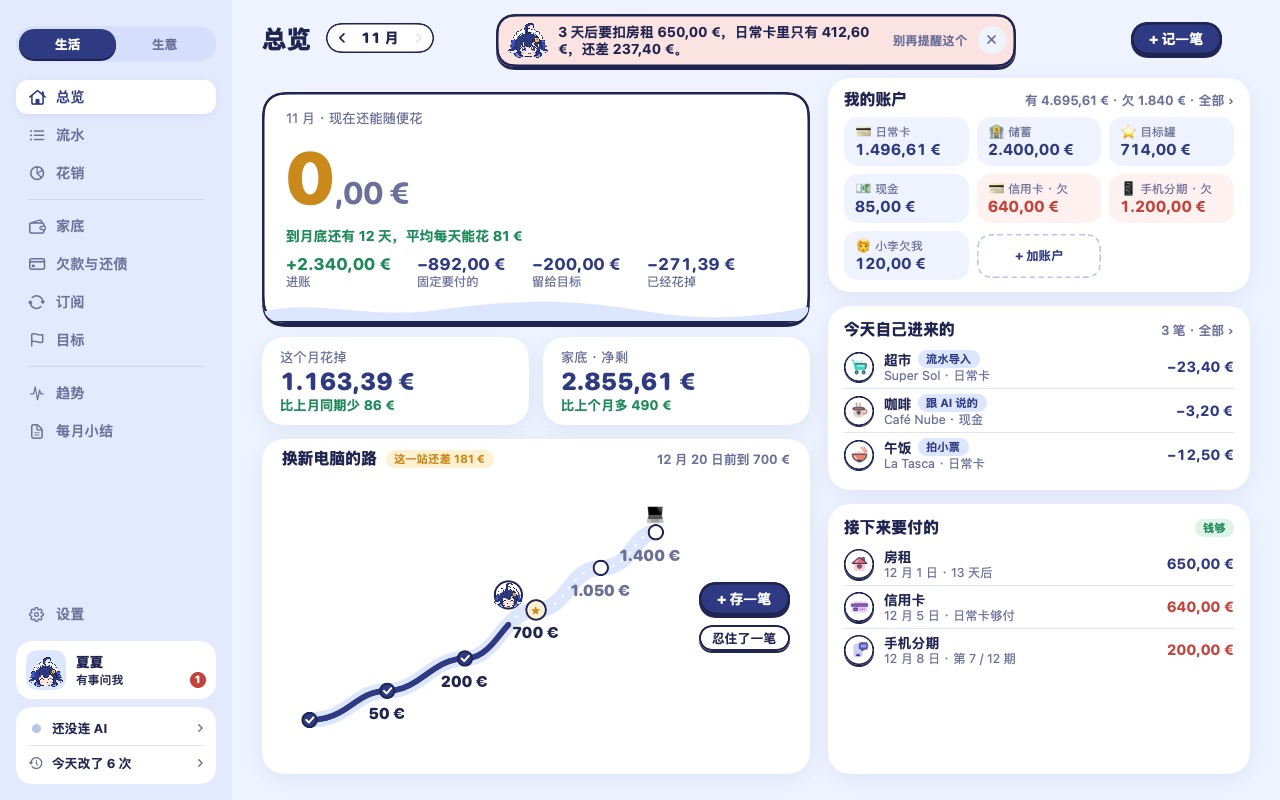 生活
生意
总览
流水
花销
家底
欠款与还债
订阅
目标
趋势
每月小结
设置
夏夏
有事问我
1
还没连 AI
今天改了 6 次
总览
11 月
3 天后要扣房租 650,00 €，日常卡里只有 412,60
€，还差 237,40 €。
别再提醒这个
+ 记一笔
11 月 · 现在还能随便花
0,00 €
到月底还有 12 天，平均每天能花 81 €
+2.340,00 € −892,00 € −200,00 € −271,39 €
进账 固定要付的 留给目标 已经花掉
这个月花掉
1.163,39 €
比上月同期少 86 €
家底 · 净剩
2.855,61 €
比上个月多 490 €
换新电脑的路 这一站还差 181 € 12 月 20 日前到 700 €
1.400 €
1.050 €
700 €
200 €
50 €
+ 存一笔
忍住了一笔
我的账户 有 4.695,61 € · 欠 1.840 € · 全部 ›
日常卡
1.496,61 €
储蓄
2.400,00 €
目标罐
714,00 €
现金
85,00 €
信用卡 · 欠
640,00 €
手机分期 · 欠
1.200,00 €
小李欠我
120,00 €
+ 加账户
今天自己进来的 3 笔 · 全部 ›
超市 流水导入
Super Sol · 日常卡
−23,40 €
咖啡 跟 AI 说的
Café Nube · 现金
−3,20 €
午饭 拍小票
La Tasca · 日常卡
−12,50 €
接下来要付的 钱够
房租
12 月 1 日 · 13 天后
650,00 €
信用卡
12 月 5 日 · 日常卡够付
640,00 €
手机分期
12 月 8 日 · 第 7 / 12 期
200,00 €